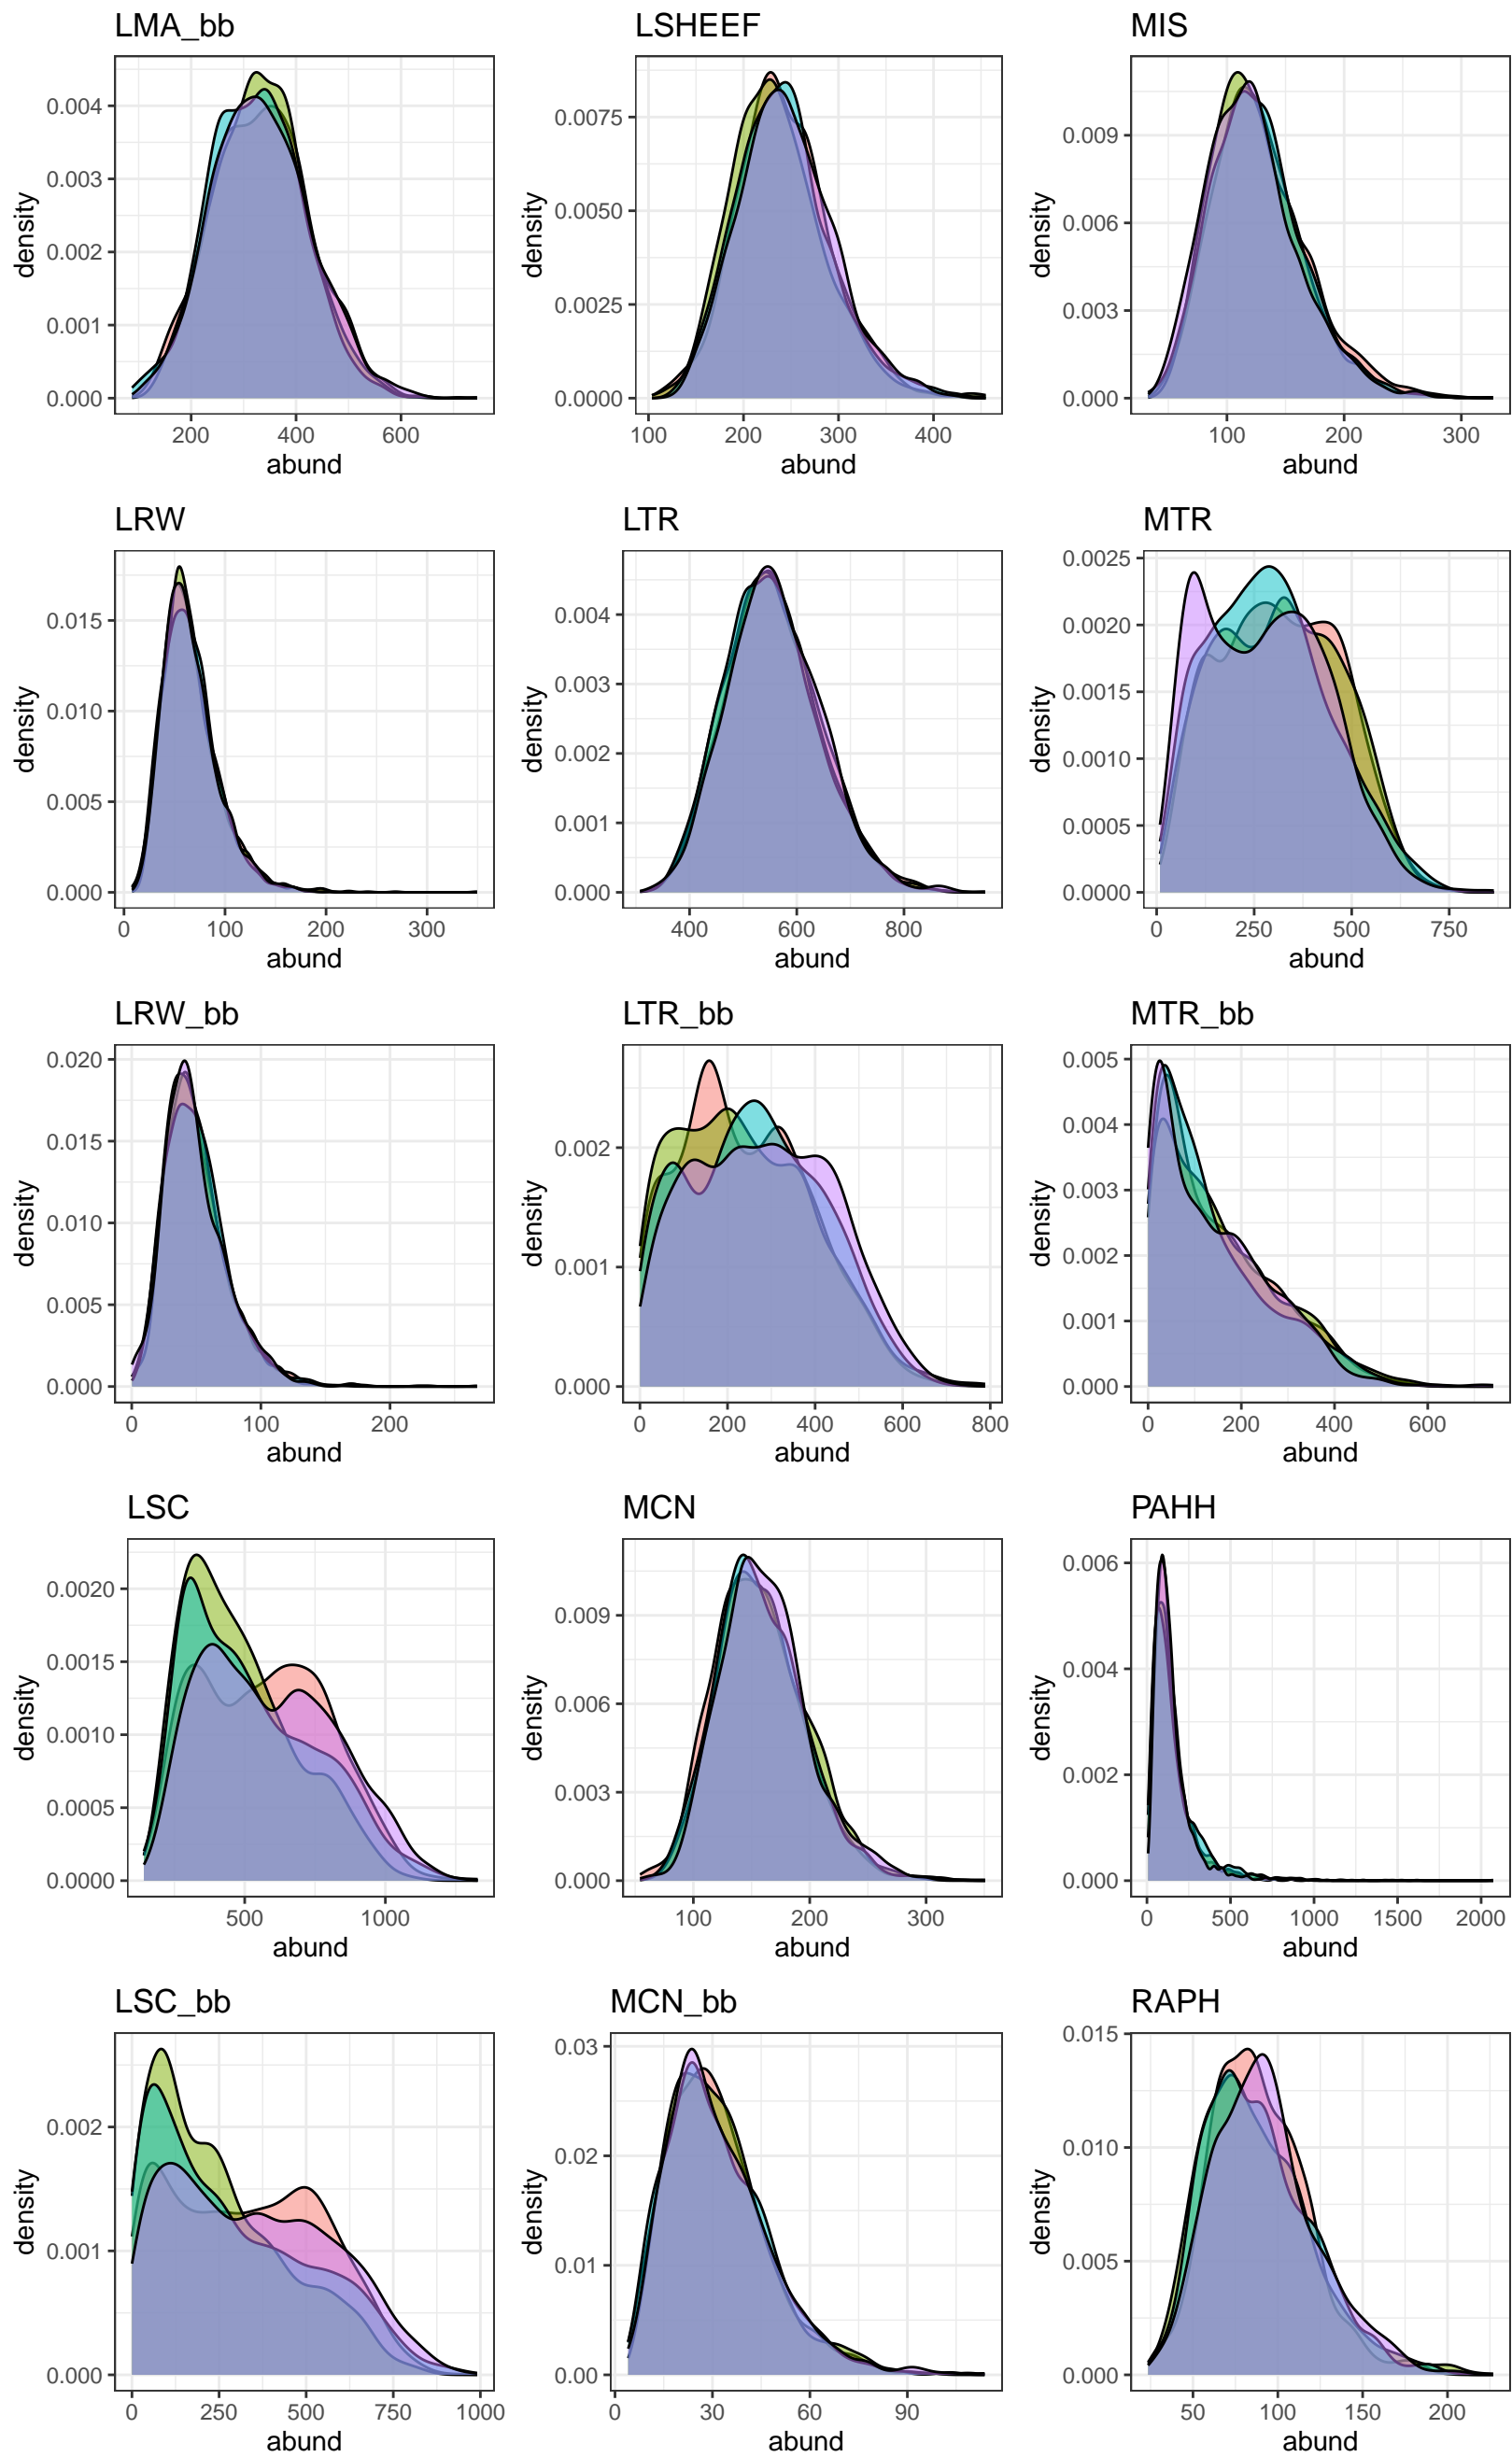 LMA_bb LSHEEF MIS
density density density
0.004 0.003 0.002 0.001 0.000
0.0075 0.0050 0.0025 0.0000
0.009 0.006 0.003 0.000
200 400 600 100 200 300 400 100 200 300
abund abund abund
LRW LTR MTR
density density density
0.015 0.010 0.005 0.000
0.004 0.003 0.002 0.001 0.000
0.0025 0.0020 0.0015 0.0010 0.0005 0.0000
0 100 200 300 400 600 800 0 250 500 750
abund abund abund
LRW_bb LTR_bb MTR_bb
density density density
0.020 0.015 0.010 0.005 0.000
0.002 0.001 0.000
0.005 0.004 0.003 0.002 0.001 0.000
0 100 200 0 200 400 600 800 0 200 400 600
abund abund abund
LSC MCN PAHH
density density density
0.0020 0.0015 0.0010 0.0005 0.0000
0.009 0.006 0.003 0.000
0.006 0.004 0.002 0.000
500 1000 100 200 300 0 500 1000 1500 2000
abund abund abund
LSC_bb MCN_bb RAPH
density density density
0.002 0.001 0.000
0.03 0.02 0.01 0.00
0.015 0.010 0.005 0.000
0 250 500 750 1000 0 30 60 90 50 100 150 200
abund abund abund